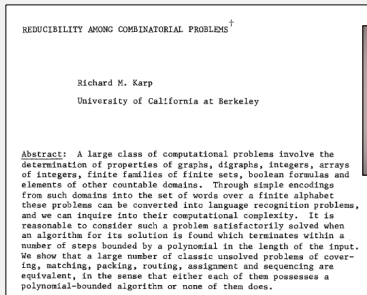 REDUCIBILITY AMONG COMBINATORIAL PROBLEMS†
Richard M. Karp
University of California at Berkeley
Abstract: A large class of computational problems involve the
determination of properties of graphs, digraphs, integers, arrays
of integers, finite families of finite sets, boolean formulas and
elements of other countable domains. Through simple encodings
from such domains into the set of words over a finite alphabet
these problems can be converted into language recognition problems,
and we can inquire into their computational complexity. It is
reasonable to consider such a problem satisfactorily solved when
an algorithm for its solution is found which terminates within a
number of steps bounded by a polynomial in the length of the input.
We show that a large number of classic unsolved problems of cover-
ing, matching, packing, routing, assignment and sequencing are
equivalent, in the sense that either each of them possesses a
polynomial-bounded algorithm or none of them does.